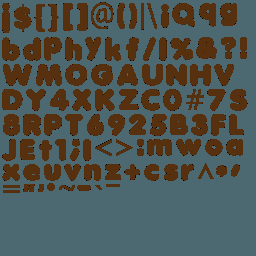 j${}[]@()|\iQqg
bdPhykf/l%&?!
WMOGAUNHV
DY4XKZC0#7S
8RPT6925B3FL
JEt1;I<>:mwoa
xeuvnz+csr^*,
="';•~-`_